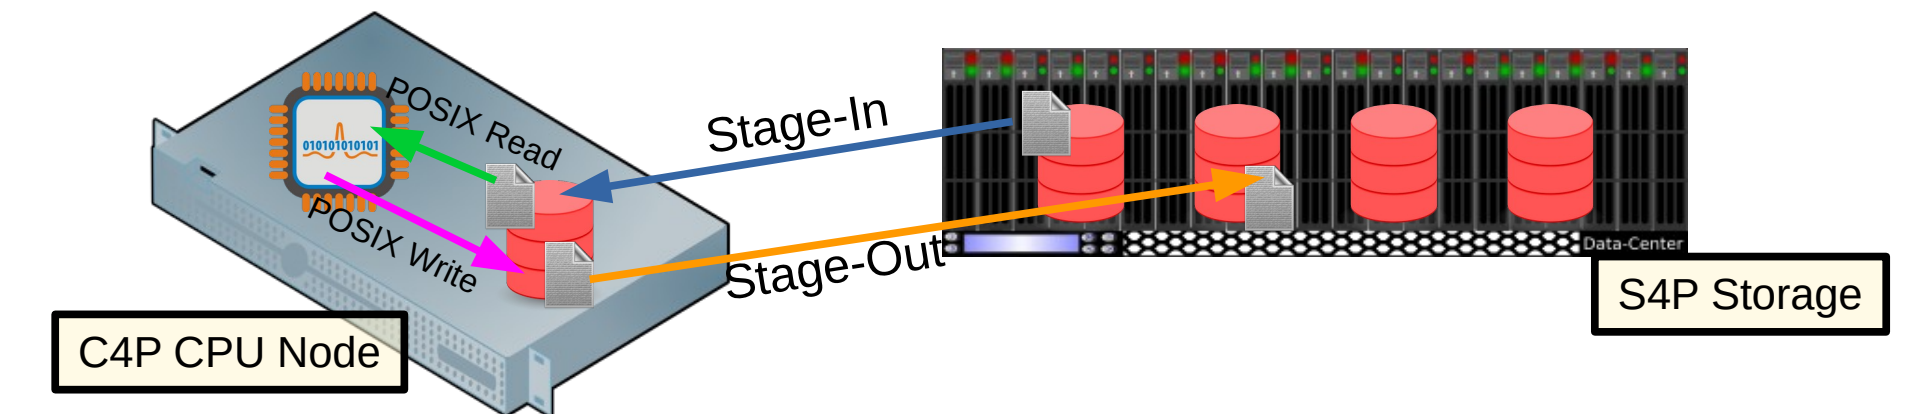 POSIX Read
010101010101
POSIX Write
Stage-In
Stage-Out
Data-Center
C4P CPU Node
S4P Storage